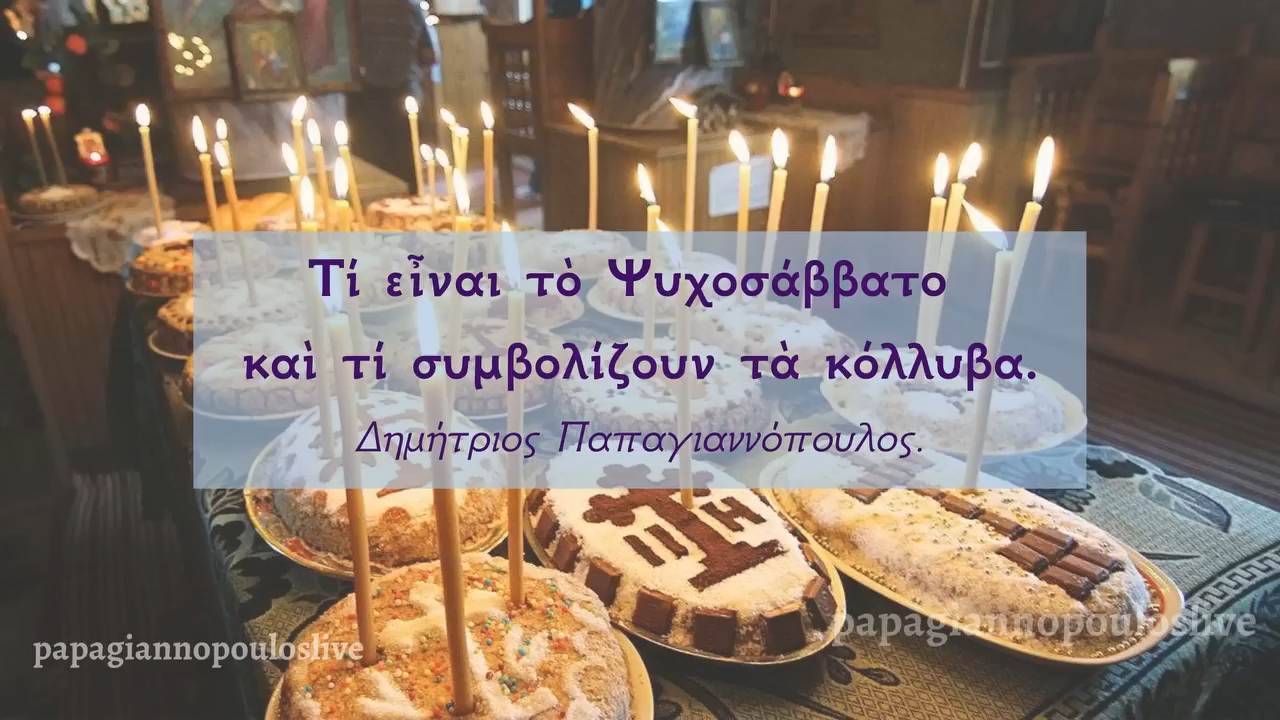 Τί εἶναι τὸ Ψυχοσάββατο
καὶ τί συμβολίζουν τὰ κόλλυβα.
Δημήτριος Παπαγιαννόπουλος.
Π Η
papagiannopouloslive
papagiannopouloslive